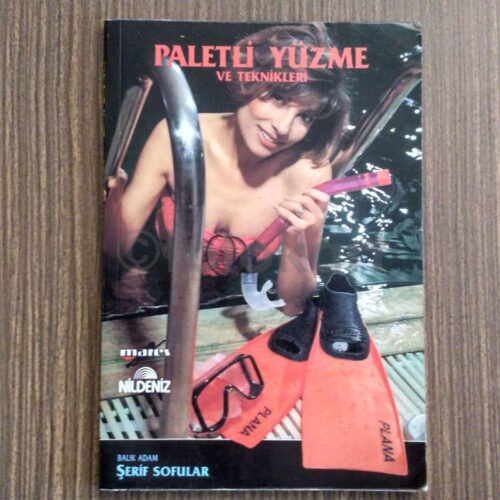 PALETLİ YÜZME
VE TEKNİKLERİ
mares
NİLDENİZ
PLANA
PLANA
BALIK ADAM
ŞERİF SOFULAR